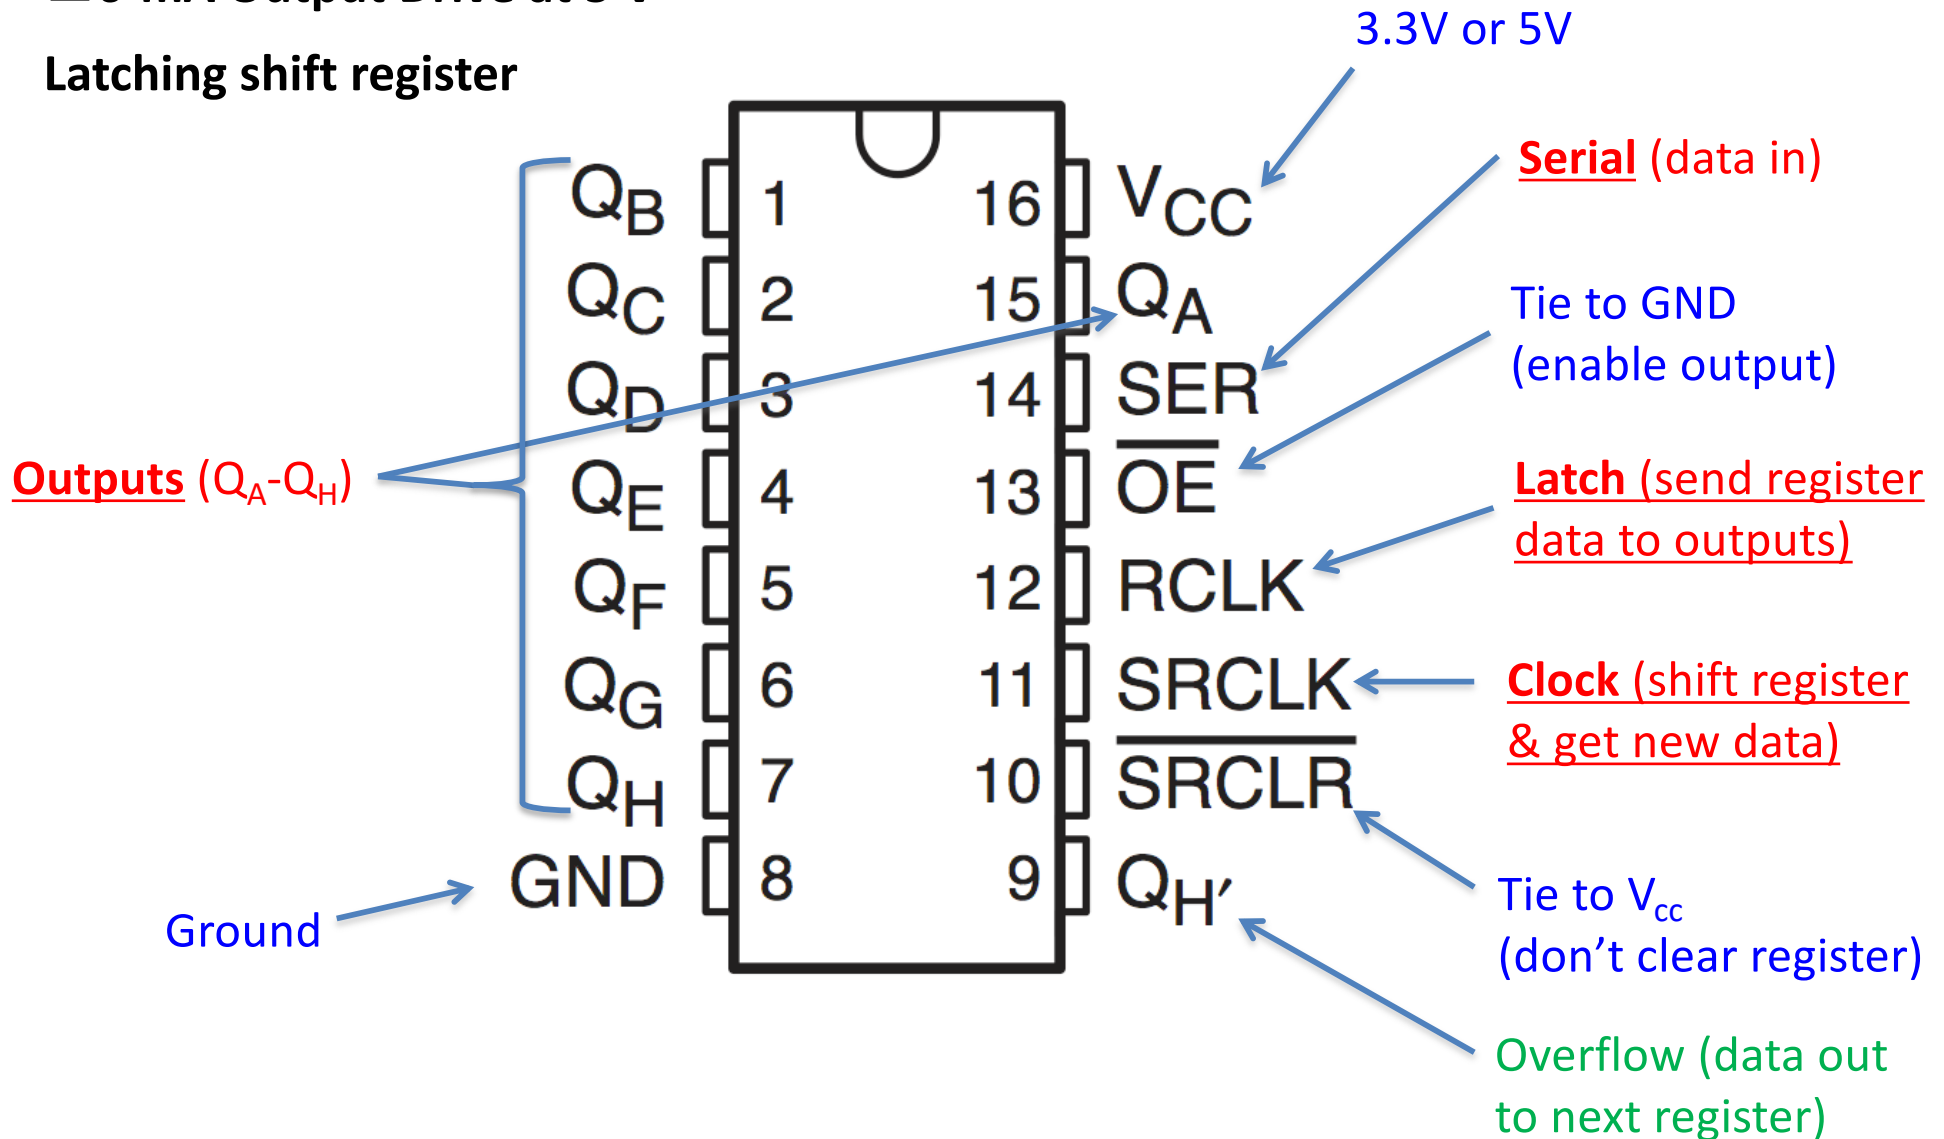 Latching shift register
3.3V or 5V
Serial (data in)
Tie to GND
(enable output)
Latch (send register
data to outputs)
Clock (shift register
& get new data)
Tie to Vcc
(don’t clear register)
Overflow (data out
to next register)
Outputs (QA-QH)
Ground
QB 1 16 VCC
QC 2 15 QA
QD 3 14 SER
QE 4 13 O̅E̅
QF 5 12 RCLK
QG 6 11 SRCLK
QH 7 10 S̅R̅C̅L̅R̅
GND 8 9 QH′